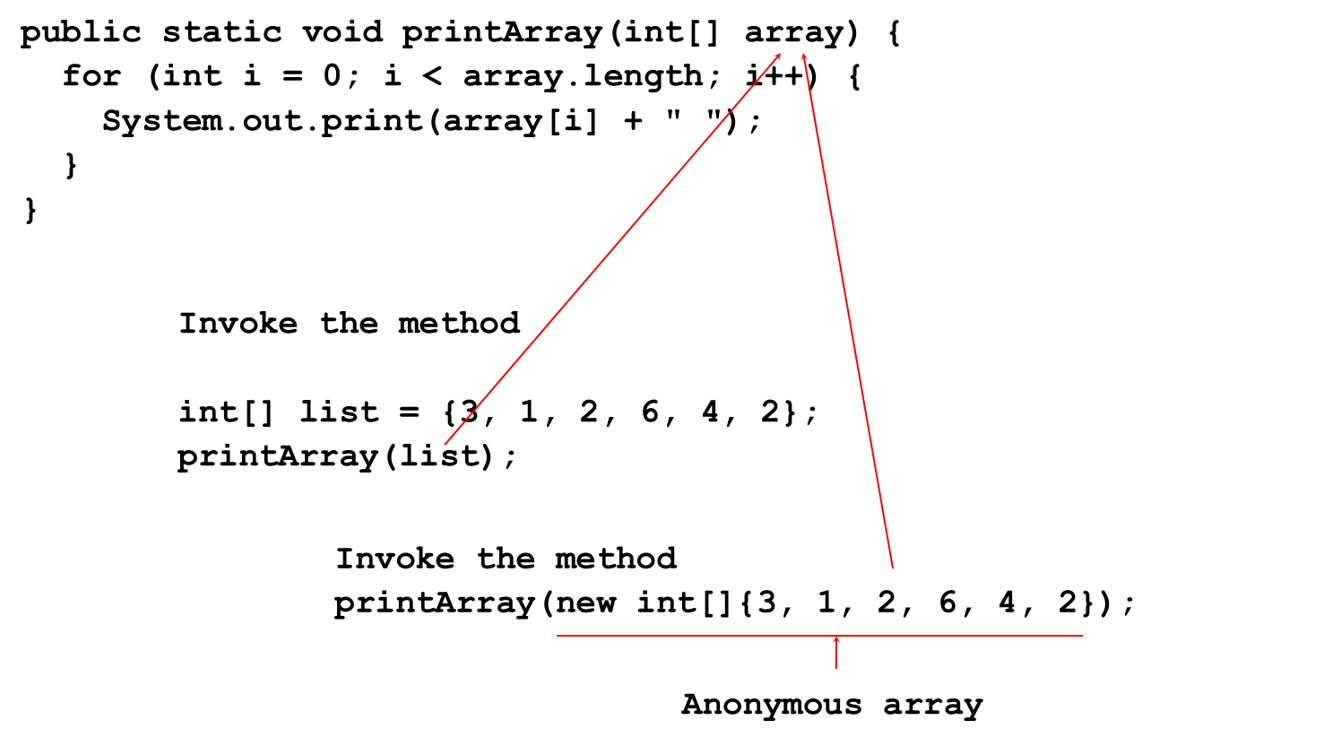 public static void printArray(int[] array) {
for (int i = 0; i < array.length; i++) {
System.out.print(array[i] + " ");
}
}
Invoke the method
int[] list = {3, 1, 2, 6, 4, 2};
printArray(list);
Invoke the method
printArray(new int[]{3, 1, 2, 6, 4, 2});
Anonymous array